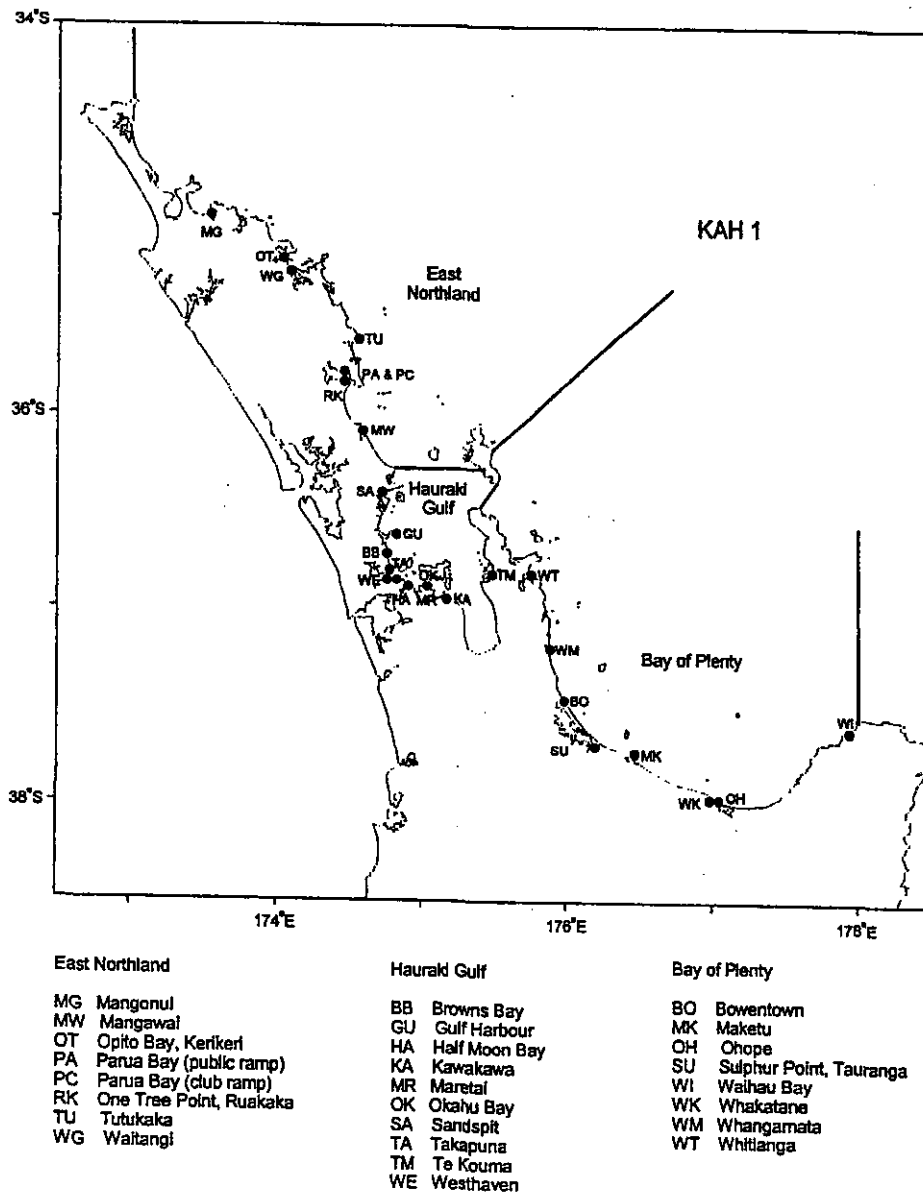 34°S
KAH 1
MG
OT
WG
East
Northland
TU
PA & PC
RK
36°S
MW
SA
Hauraki
Gulf
GU
BB
TA
WE
OK
TM
WT
HA
MR
KA
WM
Bay of Plenty
BO
WI
SU
MK
38°S
WK
OH
174°E
176°E
178°E
East Northland
MG Mangonui
MW Mangawai
OT Opito Bay, Kerikeri
PA Parua Bay (public ramp)
PC Parua Bay (club ramp)
RK One Tree Point, Ruakaka
TU Tutukaka
WG Waitangi
Hauraki Gulf
BB Browns Bay
GU Gulf Harbour
HA Half Moon Bay
KA Kawakawa
MR Maretai
OK Okahu Bay
SA Sandspit
TA Takapuna
TM Te Kouma
WE Westhaven
Bay of Plenty
BO Bowentown
MK Maketu
OH Ohope
SU Sulphur Point, Tauranga
WI Waihau Bay
WK Whakatane
WM Whangamata
WT Whitianga